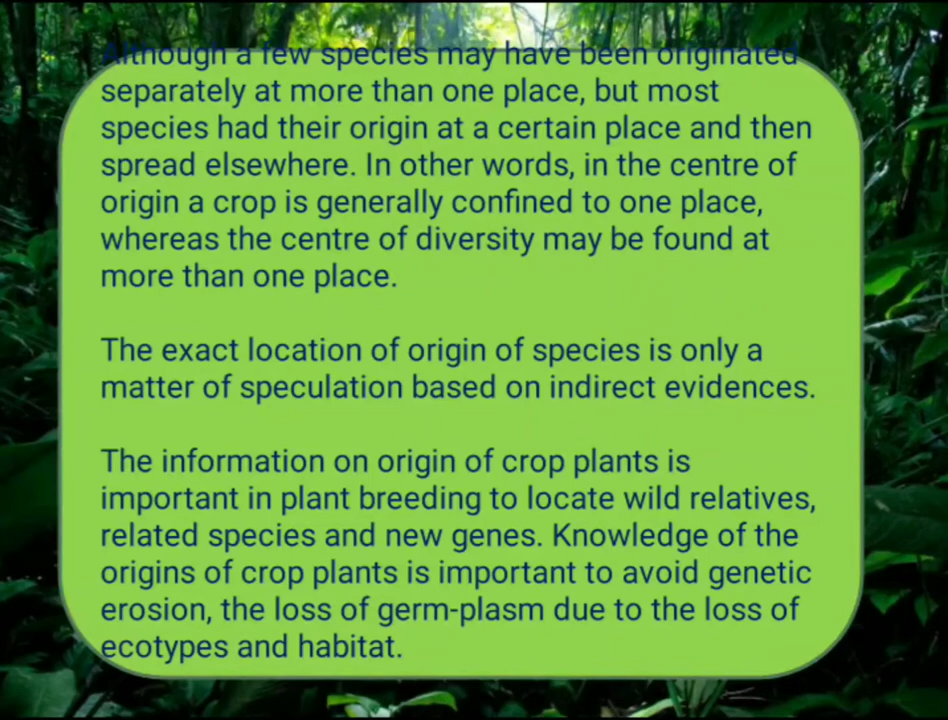 Although a few species may have been originated
separately at more than one place, but most
species had their origin at a certain place and then
spread elsewhere. In other words, in the centre of
origin a crop is generally confined to one place,
whereas the centre of diversity may be found at
more than one place.
The exact location of origin of species is only a
matter of speculation based on indirect evidences.
The information on origin of crop plants is
important in plant breeding to locate wild relatives,
related species and new genes. Knowledge of the
origins of crop plants is important to avoid genetic
erosion, the loss of germ-plasm due to the loss of
ecotypes and habitat.